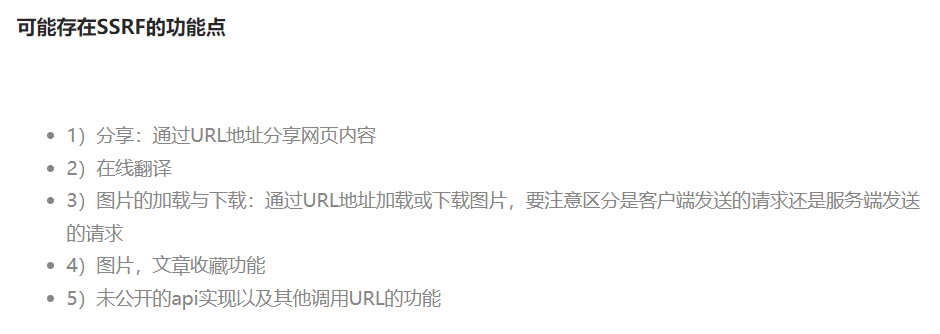 可能存在SSRF的功能点
1）分享：通过URL地址分享网页内容
2）在线翻译
3）图片的加载与下载：通过URL地址加载或下载图片，要注意区分是客户端发送的请求还是服务端发送
的请求
4）图片，文章收藏功能
5）未公开的api实现以及其他调用URL的功能